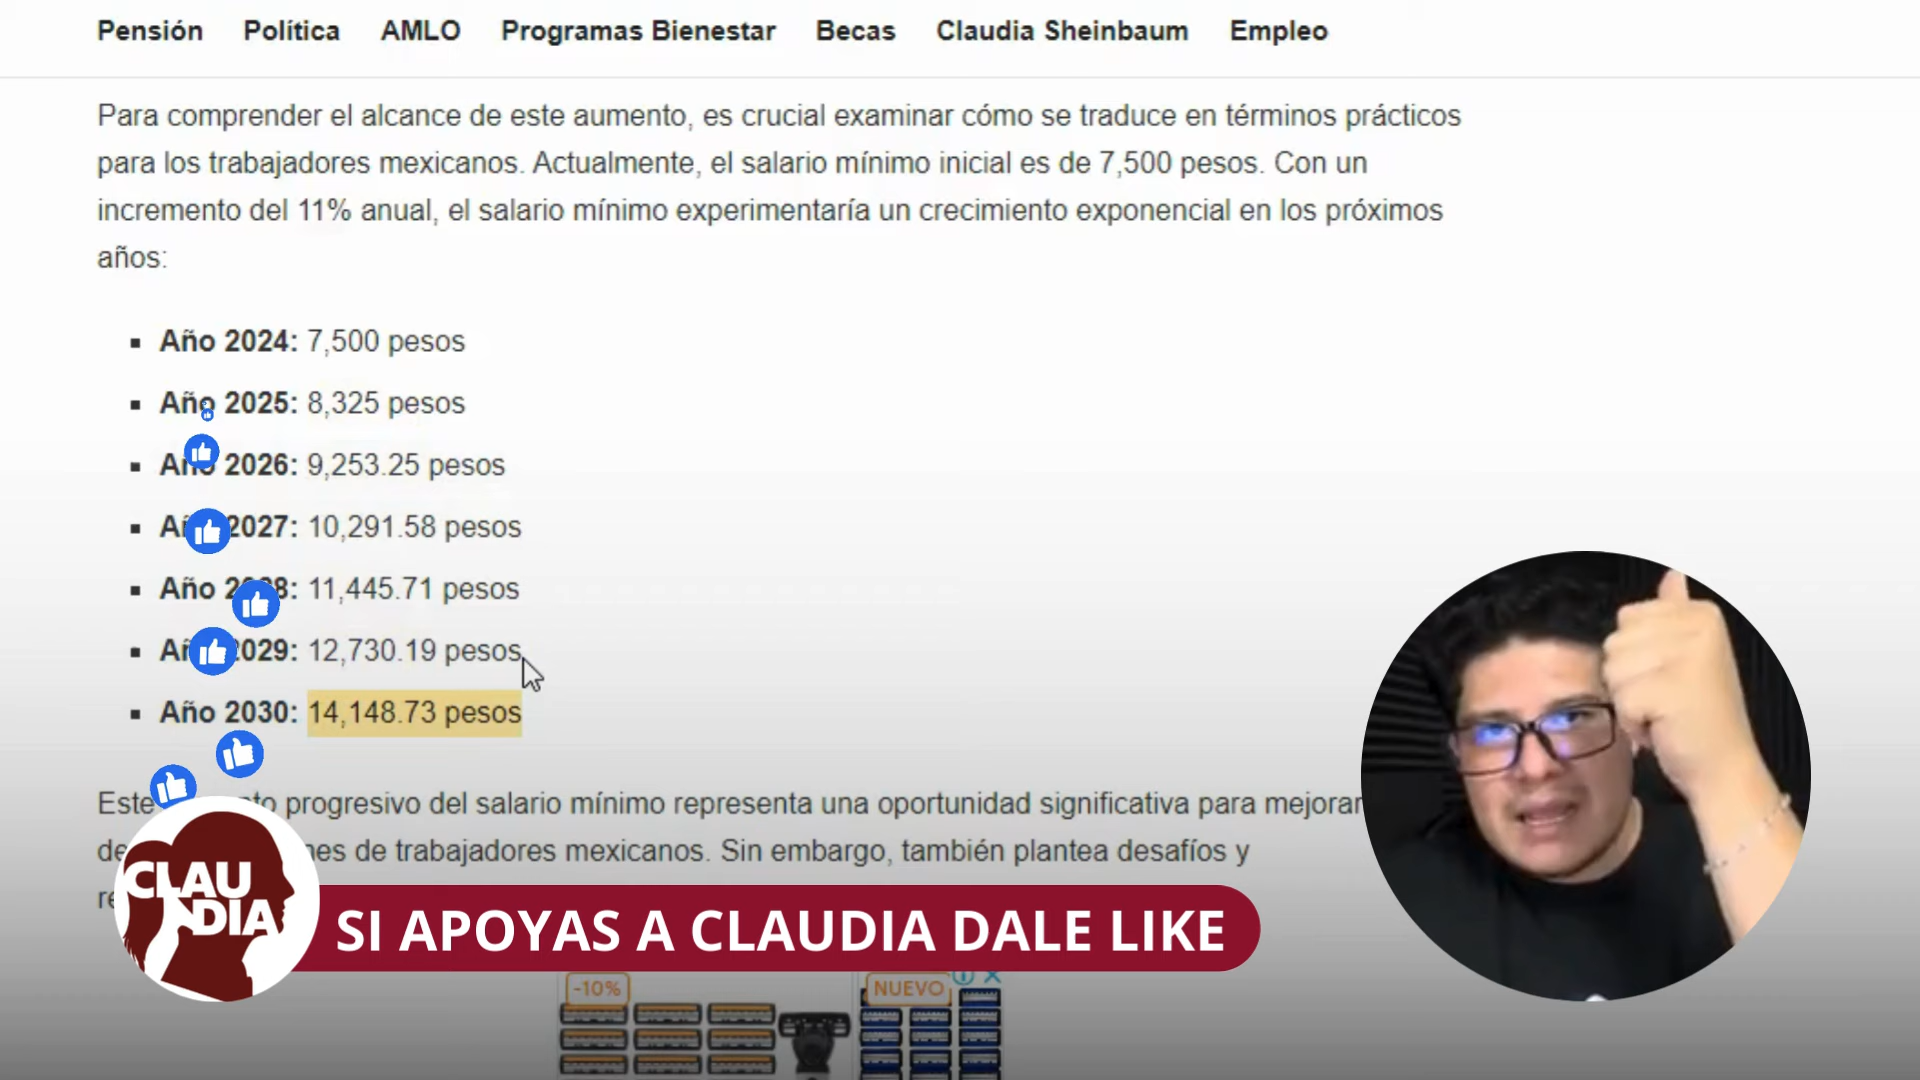 Pensión Política AMLO Programas Bienestar Becas Claudia Sheinbaum Empleo
Para comprender el alcance de este aumento, es crucial examinar cómo se traduce en términos prácticos
para los trabajadores mexicanos. Actualmente, el salario mínimo inicial es de 7,500 pesos. Con un
incremento del 11% anual, el salario mínimo experimentaría un crecimiento exponencial en los próximos
años:
▪ Año 2024: 7,500 pesos
▪ Año 2025: 8,325 pesos
▪ Año 2026: 9,253.25 pesos
▪ Año 2027: 10,291.58 pesos
▪ Año 2028: 11,445.71 pesos
▪ Año 2029: 12,730.19 pesos
▪ Año 2030: 14,148.73 pesos
Este progresivo del salario mínimo representa una oportunidad significativa para mejorar
de trabajadores mexicanos. Sin embargo, también plantea desafíos y
CLAU
DIA
SI APOYAS A CLAUDIA DALE LIKE
-10% NUEVO